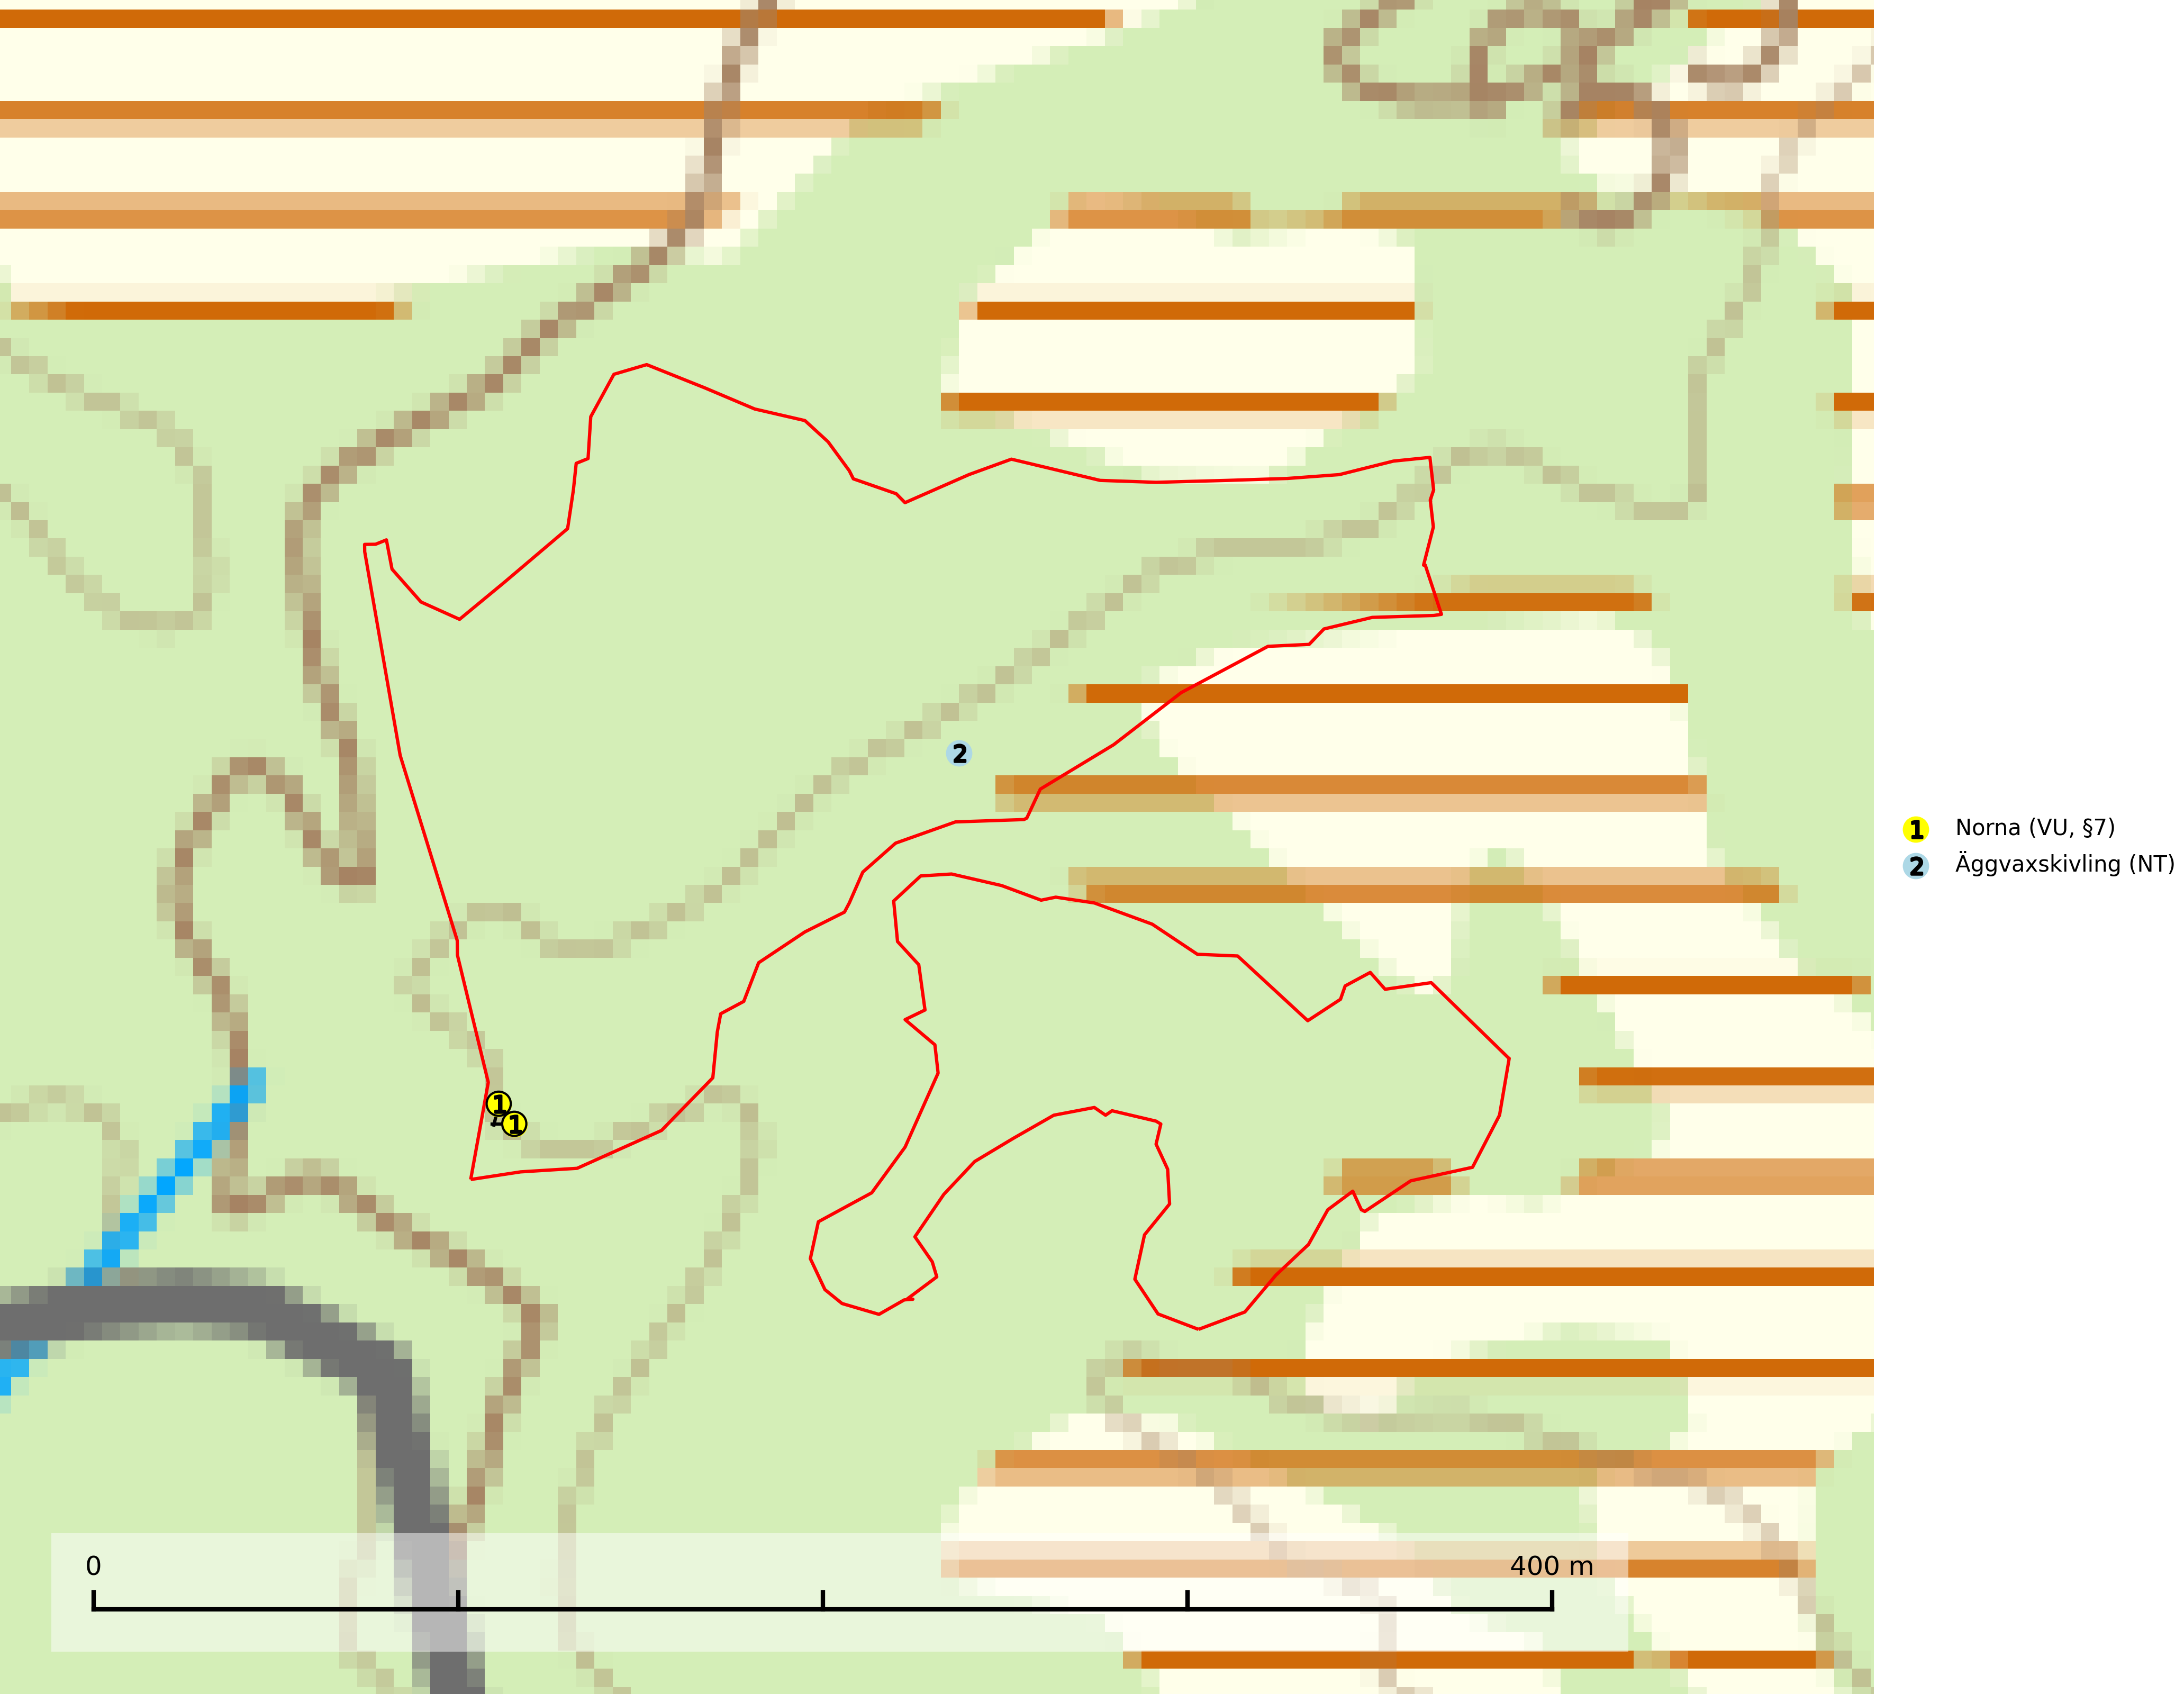 2
1
1
1 Norna (VU, §7)
2 Äggvaxskivling (NT)
0 400 m